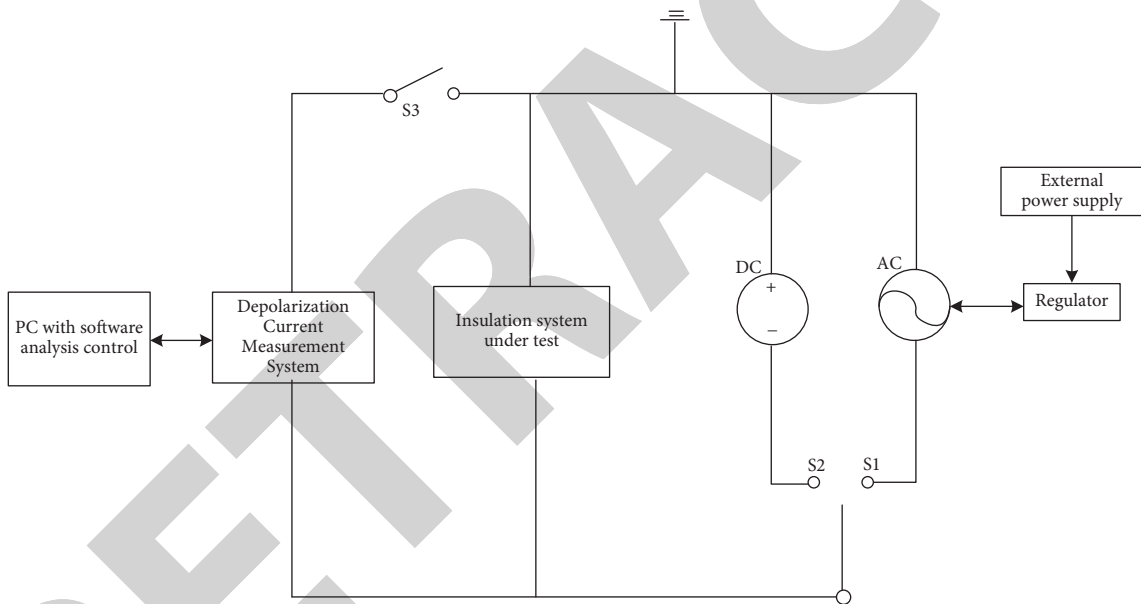 S3
External
power supply
DC
AC
+
−
Regulator
PC with software
analysis control
Depolarization
Current
Measurement
System
Insulation system
under test
S2
S1
ETRAC